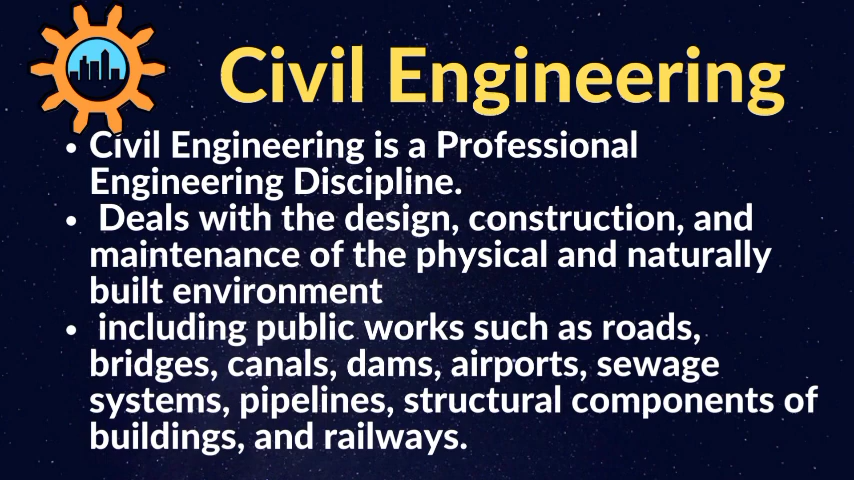 Civil Engineering
• Civil Engineering is a Professional
Engineering Discipline.
• Deals with the design, construction, and
maintenance of the physical and naturally
built environment
• including public works such as roads,
bridges, canals, dams, airports, sewage
systems, pipelines, structural components of
buildings, and railways.